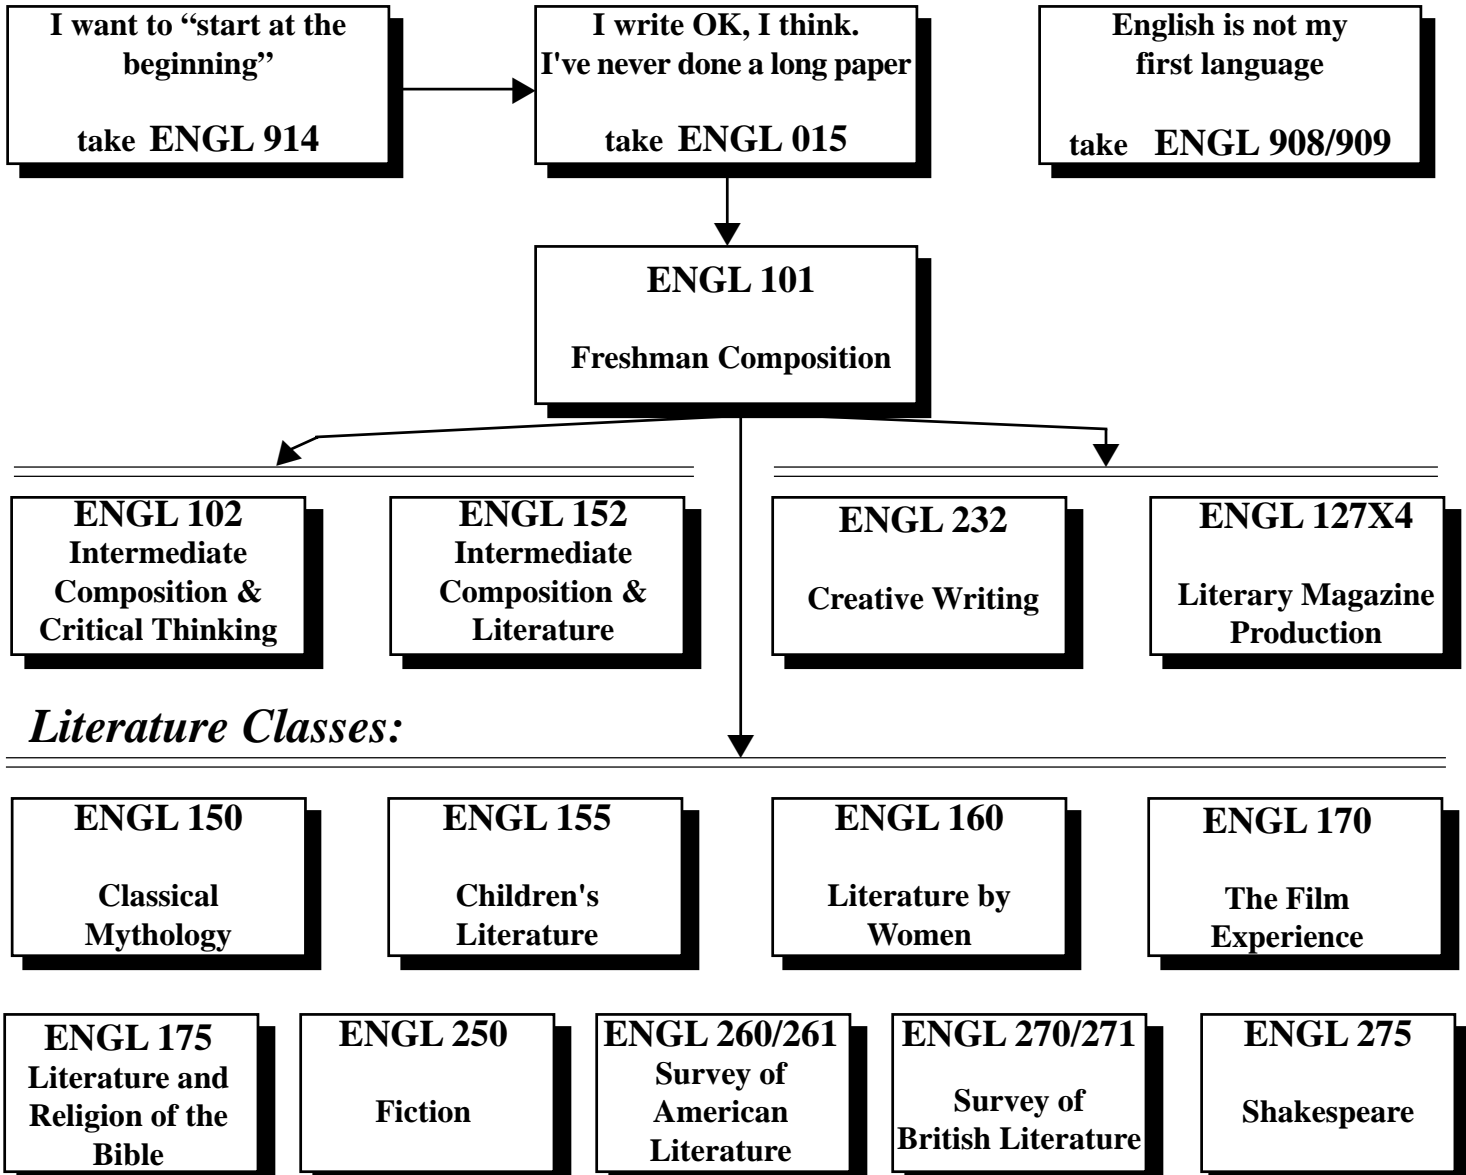 I want to “start at the
beginning”
take ENGL 914
I write OK, I think.
I've never done a long paper
take ENGL 015
English is not my
first language
take ENGL 908/909
ENGL 101
Freshman Composition
ENGL 102
Intermediate
Composition &
Critical Thinking
ENGL 152
Intermediate
Composition &
Literature
ENGL 232
Creative Writing
ENGL 127X4
Literary Magazine
Production
Literature Classes:
ENGL 150
Classical
Mythology
ENGL 155
Children's
Literature
ENGL 160
Literature by
Women
ENGL 170
The Film
Experience
ENGL 175
Literature and
Religion of the
Bible
ENGL 250
Fiction
ENGL 260/261
Survey of
American
Literature
ENGL 270/271
Survey of
British Literature
ENGL 275
Shakespeare